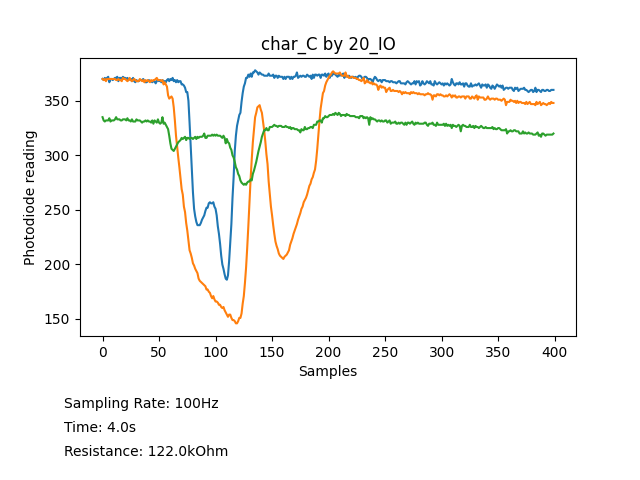 char_C by 20_IO
Photodiode reading
350
300
250
200
150
0 50 100 150 200 250 300 350 400
Samples
Sampling Rate: 100Hz
Time: 4.0s
Resistance: 122.0kOhm